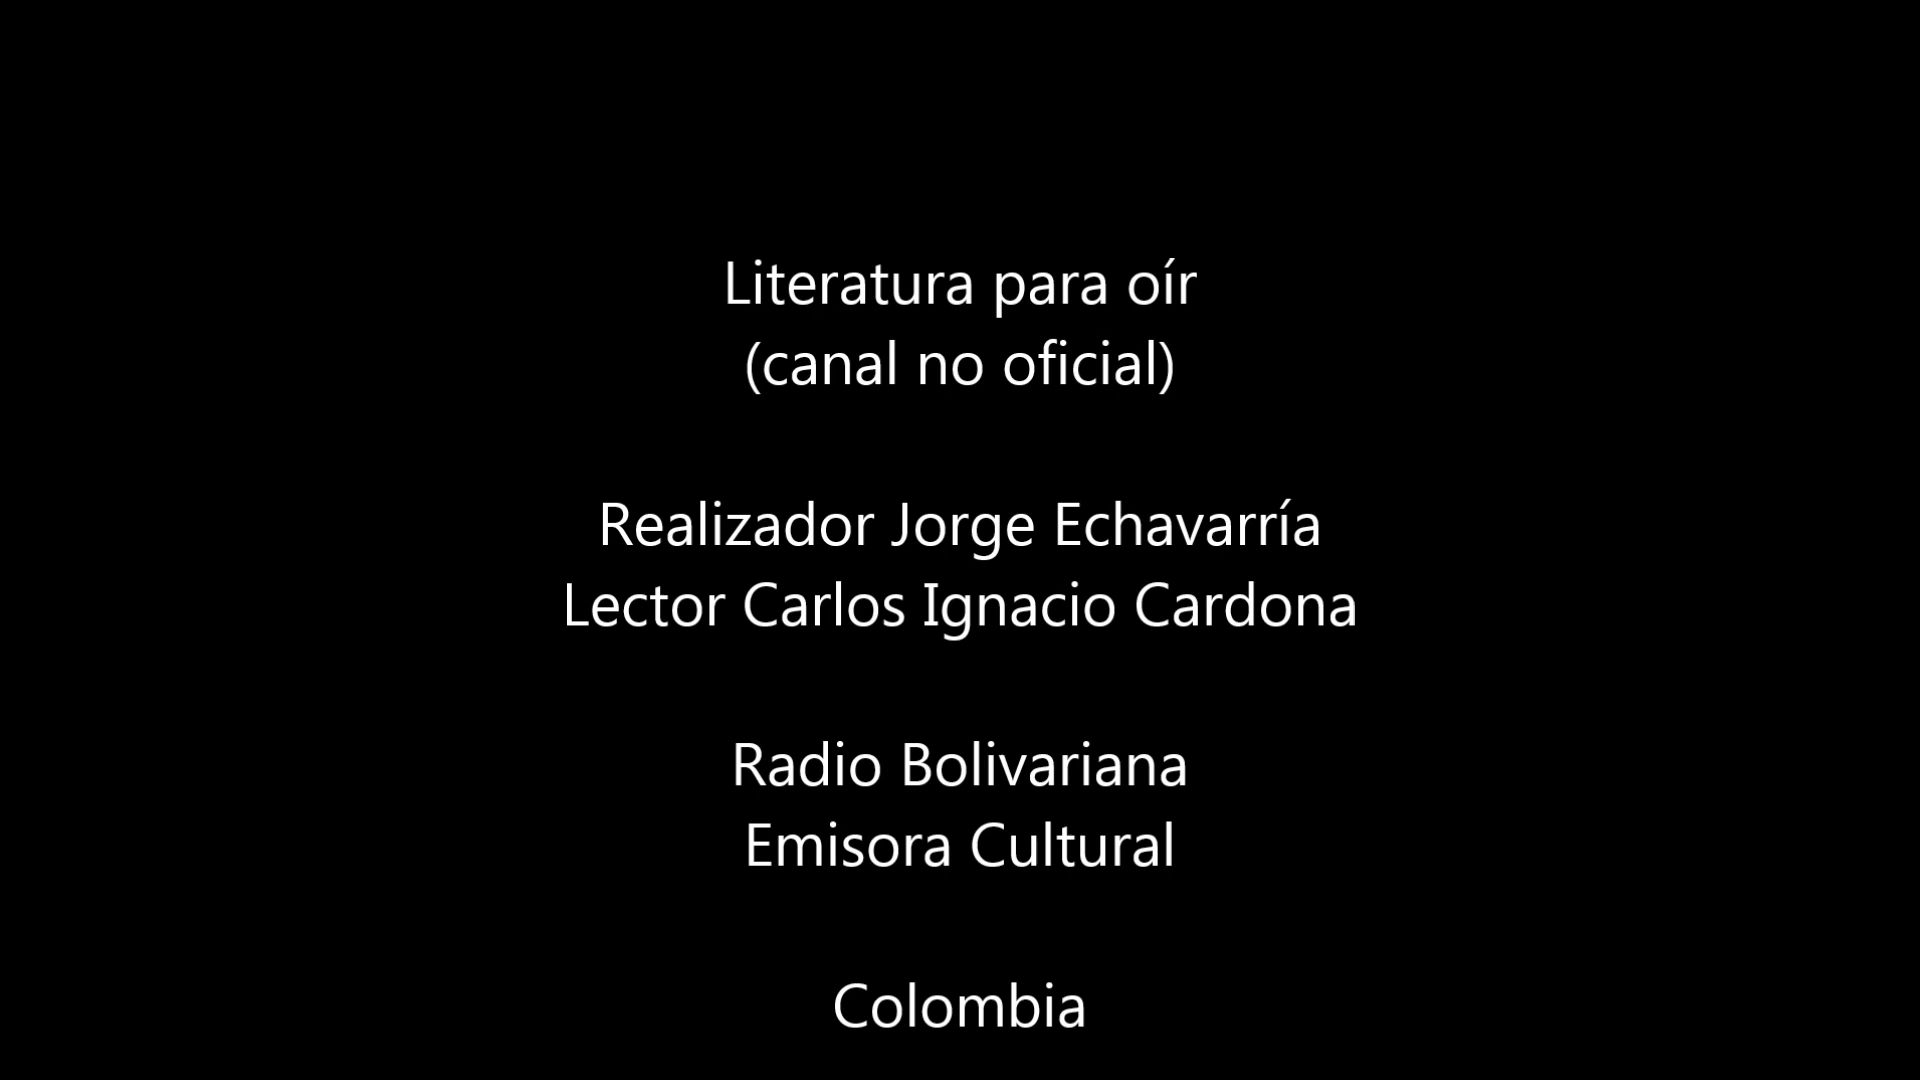 Literatura para oír
(canal no oficial)
Realizador Jorge Echavarría
Lector Carlos Ignacio Cardona
Radio Bolivariana
Emisora Cultural
Colombia